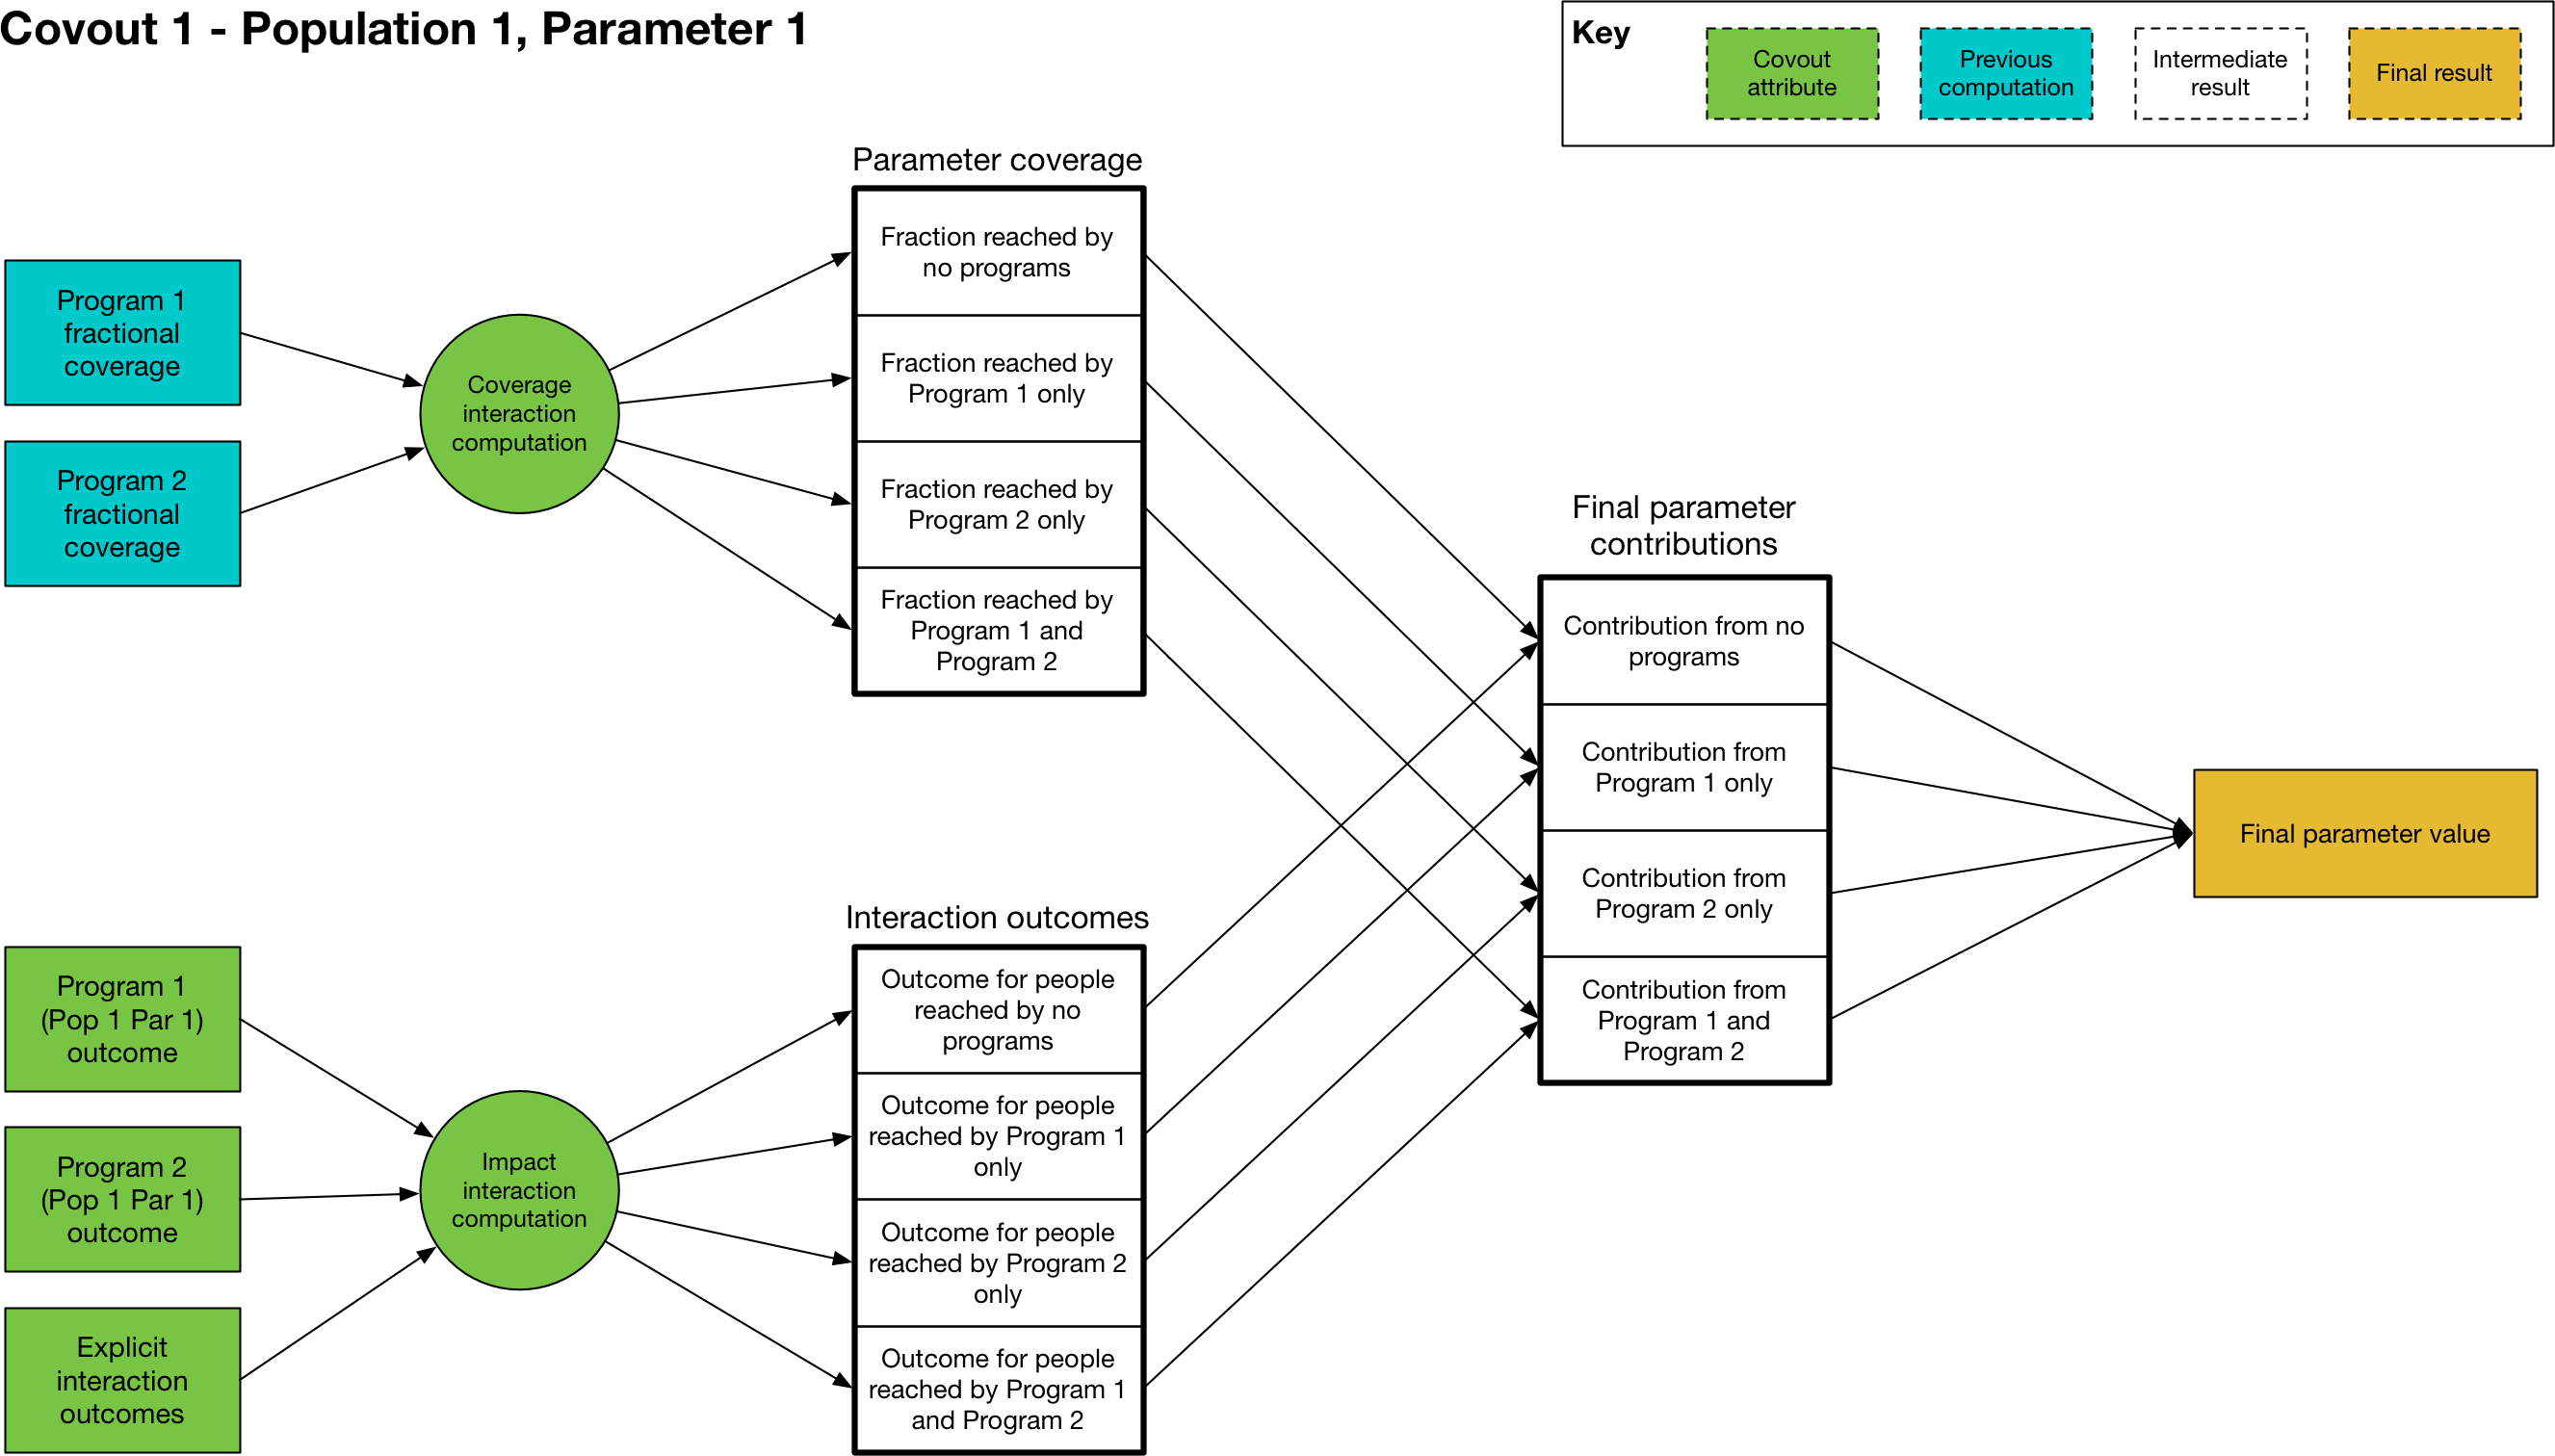 Covout 1 - Population 1, Parameter 1
Key
Covout
attribute
Previous
computation
Intermediate
result
Final result
Parameter coverage
Fraction reached by
no programs
Fraction reached by
Program 1 only
Fraction reached by
Program 2 only
Fraction reached by
Program 1 and
Program 2
Program 1
fractional
coverage
Program 2
fractional
coverage
Coverage
interaction
computation
Final parameter
contributions
Contribution from no
programs
Contribution from
Program 1 only
Contribution from
Program 2 only
Contribution from
Program 1 and
Program 2
Final parameter value
Interaction outcomes
Outcome for people
reached by no
programs
Outcome for people
reached by Program 1
only
Outcome for people
reached by Program 2
only
Outcome for people
reached by Program 1
and Program 2
Program 1
(Pop 1 Par 1)
outcome
Program 2
(Pop 1 Par 1)
outcome
Explicit
interaction
outcomes
Impact
interaction
computation